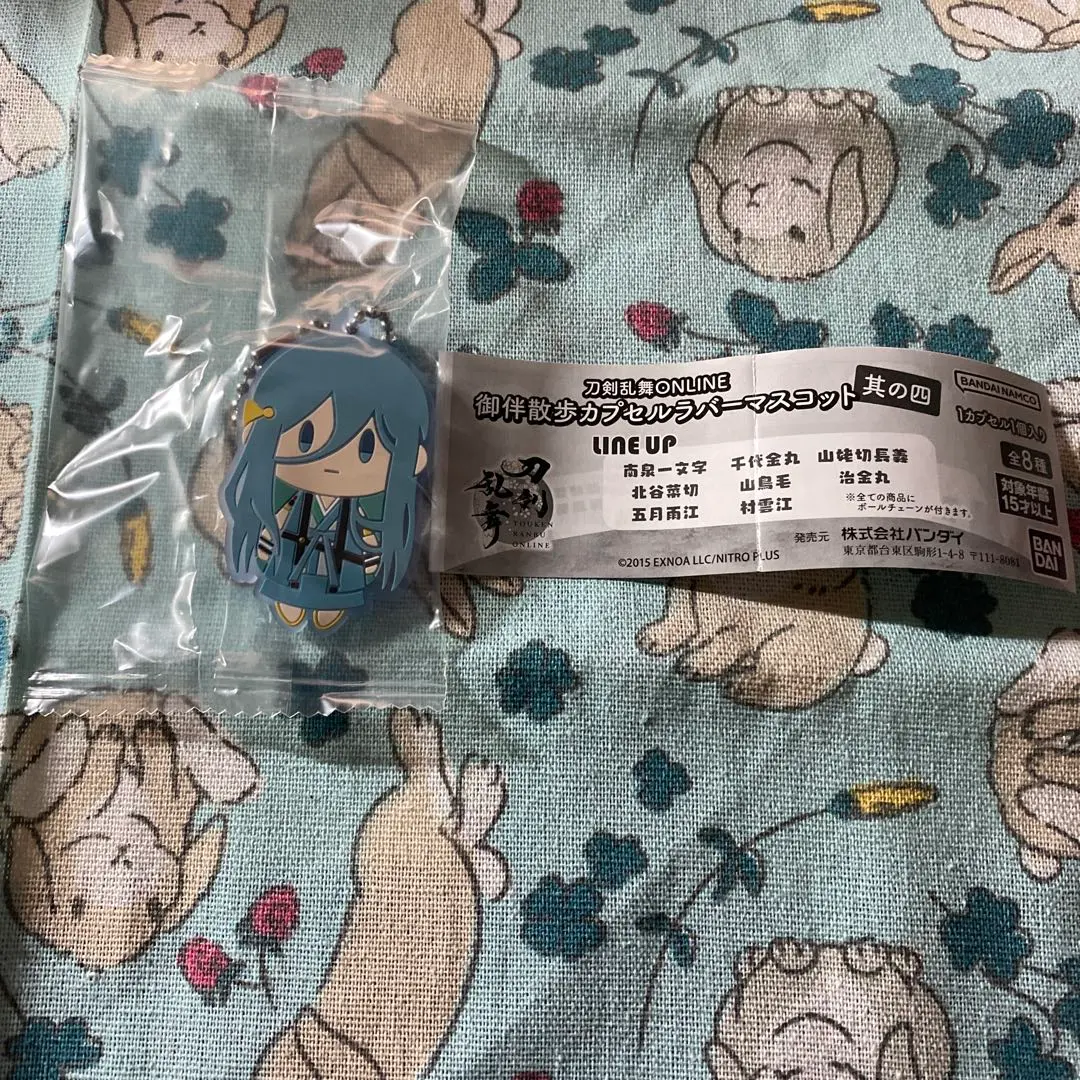 刀剣乱舞ONLINE
御伴散歩カプセルラバーマスコット 其の四
BANDAI NAMCO
1カプセル1個入り
LINE UP
南泉一文字 千代金丸 山姥切長義
北谷菜切 山鳥毛 治金丸
五月雨江 村雲江
※全ての商品に
ボールチェーンが付きます。
全8種
対象年齢
15才以上
刀剣
乱舞
TOUKEN
RANBU
ONLINE
発売元 株式会社バンダイ
東京都台東区駒形1-4-8 〒111-8081
©2015 EXNOA LLC/NITRO PLUS
BAN
DAI